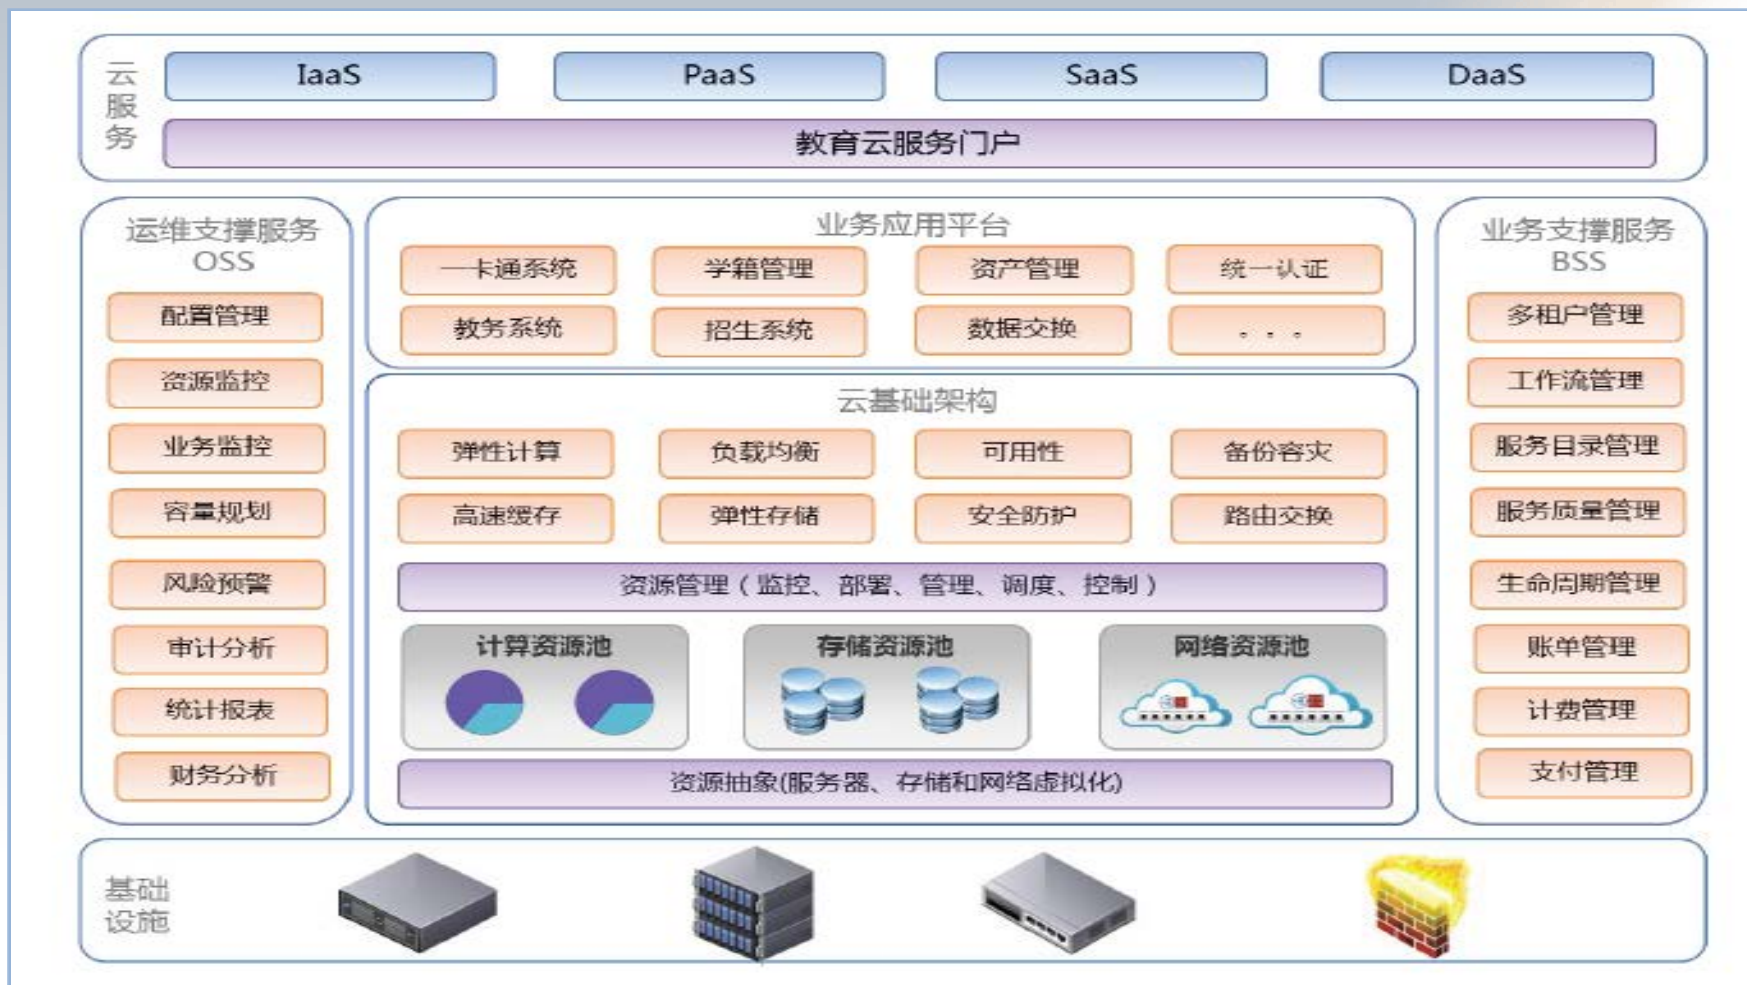 云服务
IaaS
PaaS
SaaS
DaaS
教育云服务门户
运维支撑服务
OSS
配置管理
资源监控
业务监控
容量规划
风险预警
审计分析
统计报表
财务分析
业务应用平台
一卡通系统
学籍管理
资产管理
统一认证
教务系统
招生系统
数据交换
。。。
云基础架构
弹性计算
负载均衡
可用性
备份容灾
高速缓存
弹性存储
安全防护
路由交换
资源管理（监控、部署、管理、调度、控制）
计算资源池
存储资源池
网络资源池
资源抽象(服务器、存储和网络虚拟化)
业务支撑服务
BSS
多租户管理
工作流管理
服务目录管理
服务质量管理
生命周期管理
账单管理
计费管理
支付管理
基础
设施